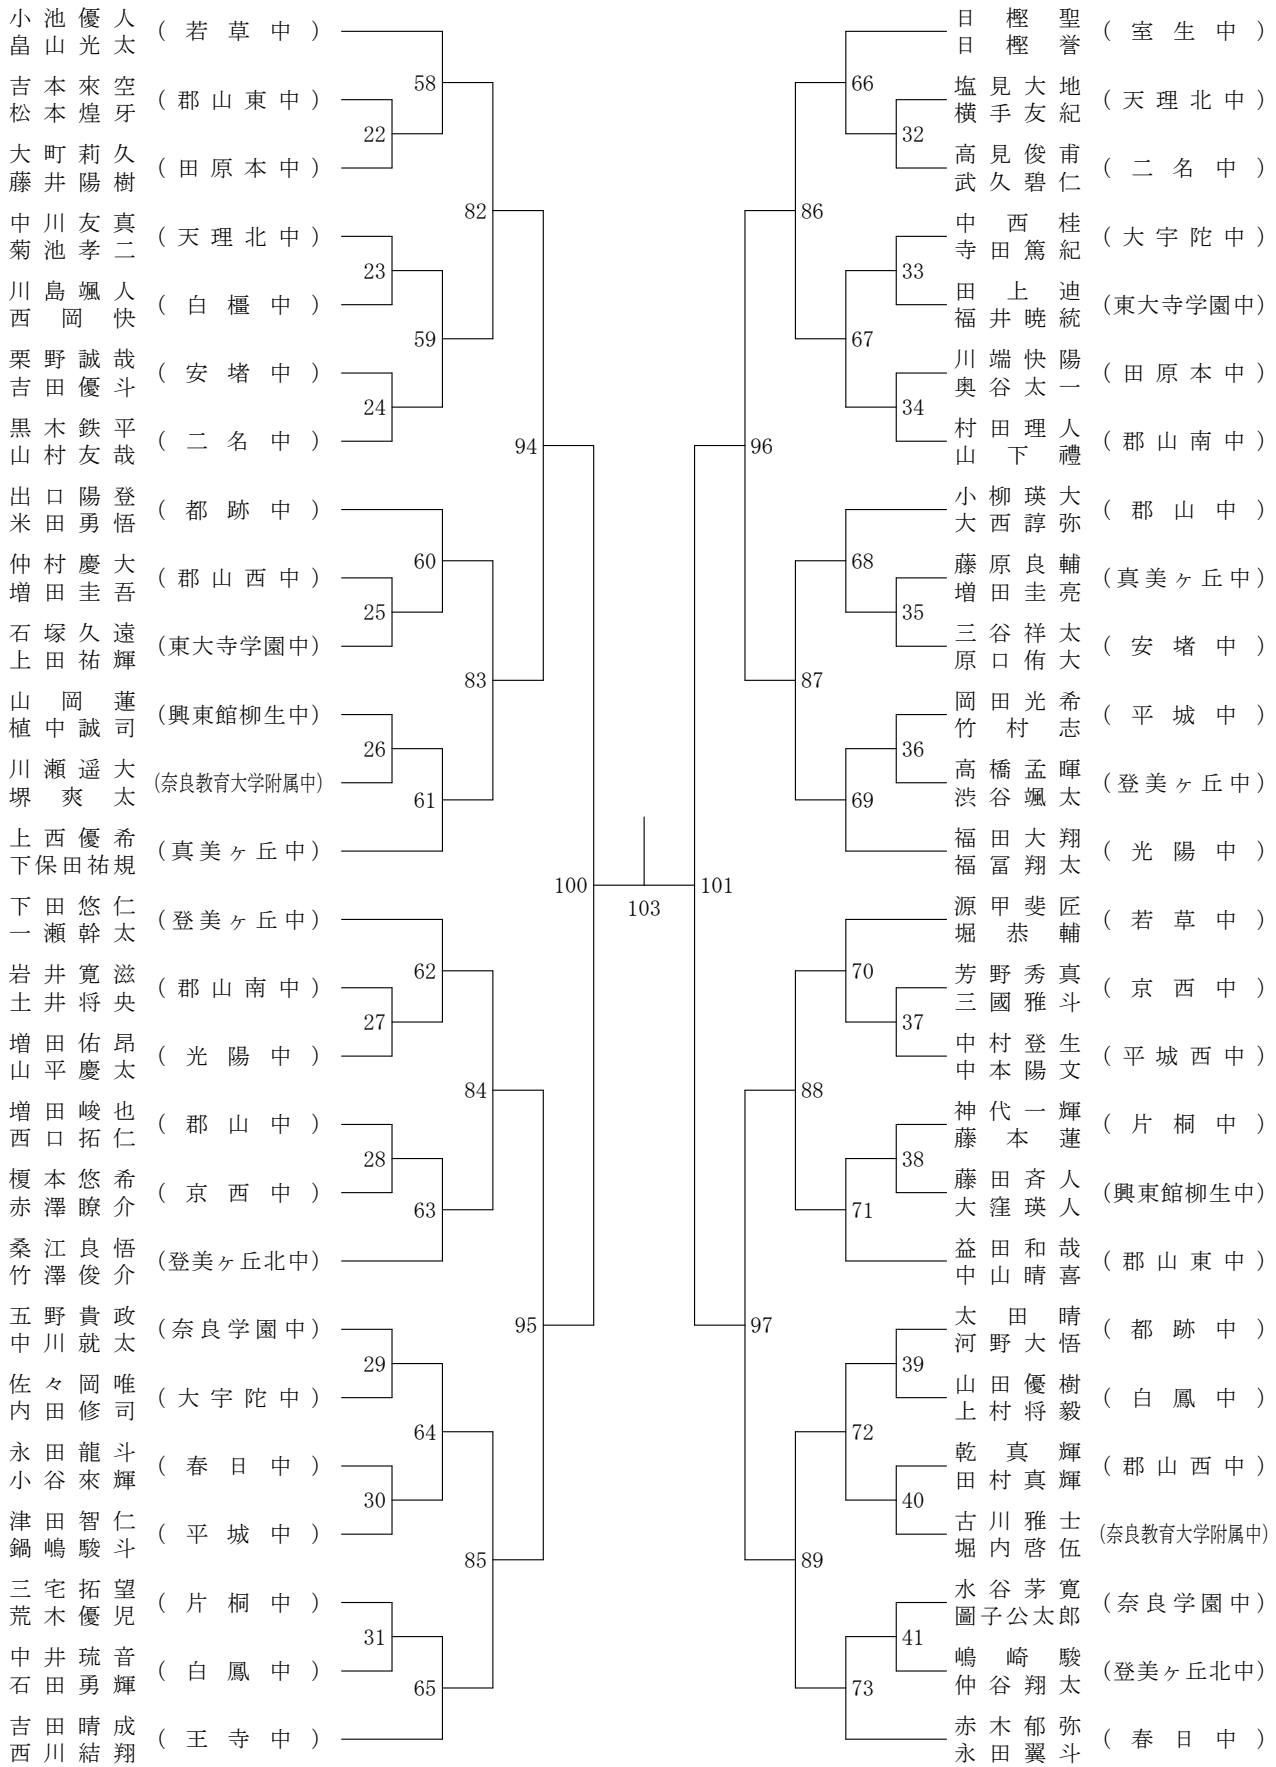 小池優人
畠山光太
(若草中)
吉本來空
松本煌牙
(郡山東中)
大町莉久
藤井陽樹
(田原本中)
中川友真
菊池孝二
(天理北中)
川島颯人
西岡快
(白橿中)
栗野誠哉
吉田優斗
(安堵中)
黒木鉄平
山村友哉
(二名中)
出口陽登
米田勇悟
(都跡中)
仲村慶大
増田圭吾
(郡山西中)
石塚久遠
上田祐輝
(東大寺学園中)
山岡蓮
植中誠司
(興東館柳生中)
川瀬遥大
堺爽太
(奈良教育大学附属中)
上西優希
下保田祐規
(真美ヶ丘中)
下田悠仁
一瀬幹太
(登美ヶ丘中)
岩井寛滋
土井将央
(郡山南中)
増田佑昂
山平慶太
(光陽中)
増田峻也
西口拓仁
(郡山中)
榎本悠希
赤澤瞭介
(京西中)
桑江良悟
竹澤俊介
(登美ヶ丘北中)
五野貴政
中川就太
(奈良学園中)
佐々岡唯
内田修司
(大宇陀中)
永田龍斗
小谷來輝
(春日中)
津田智仁
鍋嶋駿斗
(平城中)
三宅拓望
荒木優児
(片桐中)
中井琉音
石田勇輝
(白鳳中)
吉田晴成
西川結翔
(王寺中)
58
22
82
23
59
24
94
60
25
83
26
61
100
62
27
84
28
63
95
29
64
30
85
31
65
103
101
66
32
86
33
67
34
96
68
35
87
36
69
70
37
88
38
71
97
39
72
40
89
41
73
日樫聖
日樫誉
(室生中)
塩見大地
横手友紀
(天理北中)
高見俊甫
武久碧仁
(二名中)
中西桂
寺田篤紀
(大宇陀中)
田上迪
福井暁統
(東大寺学園中)
川端快陽
奥谷太一
(田原本中)
村田理人
山下禮
(郡山南中)
小柳瑛大
大西諄弥
(郡山中)
藤原良輔
増田圭亮
(真美ヶ丘中)
三谷祥太
原口侑大
(安堵中)
岡田光希
竹村志
(平城中)
高橋孟暉
渋谷颯太
(登美ヶ丘中)
福田大翔
福冨翔太
(光陽中)
源甲斐匠
堀恭輔
(若草中)
芳野秀真
三國雅斗
(京西中)
中村登生
中本陽文
(平城西中)
神代一輝
藤本蓮
(片桐中)
藤田斉人
大窪瑛人
(興東館柳生中)
益田和哉
中山晴喜
(郡山東中)
太田晴
河野大悟
(都跡中)
山田優樹
上村将毅
(白鳳中)
乾真輝
田村真輝
(郡山西中)
古川雅士
堀内啓伍
(奈良教育大学附属中)
水谷茅寛
圖子公太郎
(奈良学園中)
嶋崎駿
仲谷翔太
(登美ヶ丘北中)
赤木郁弥
永田翼斗
(春日中)